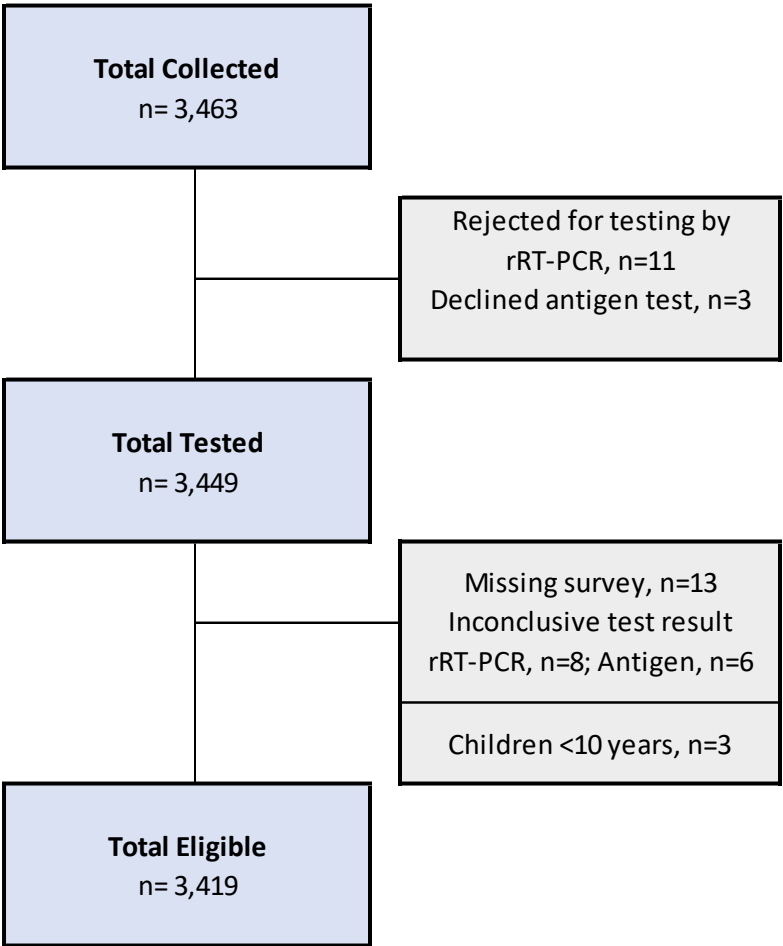 Total Collected
n= 3,463
Rejected for testing by
rRT-PCR, n=11
Declined antigen test, n=3
Total Tested
n= 3,449
Missing survey, n=13
Inconclusive test result
rRT-PCR, n=8; Antigen, n=6
Children <10 years, n=3
Total Eligible
n= 3,419